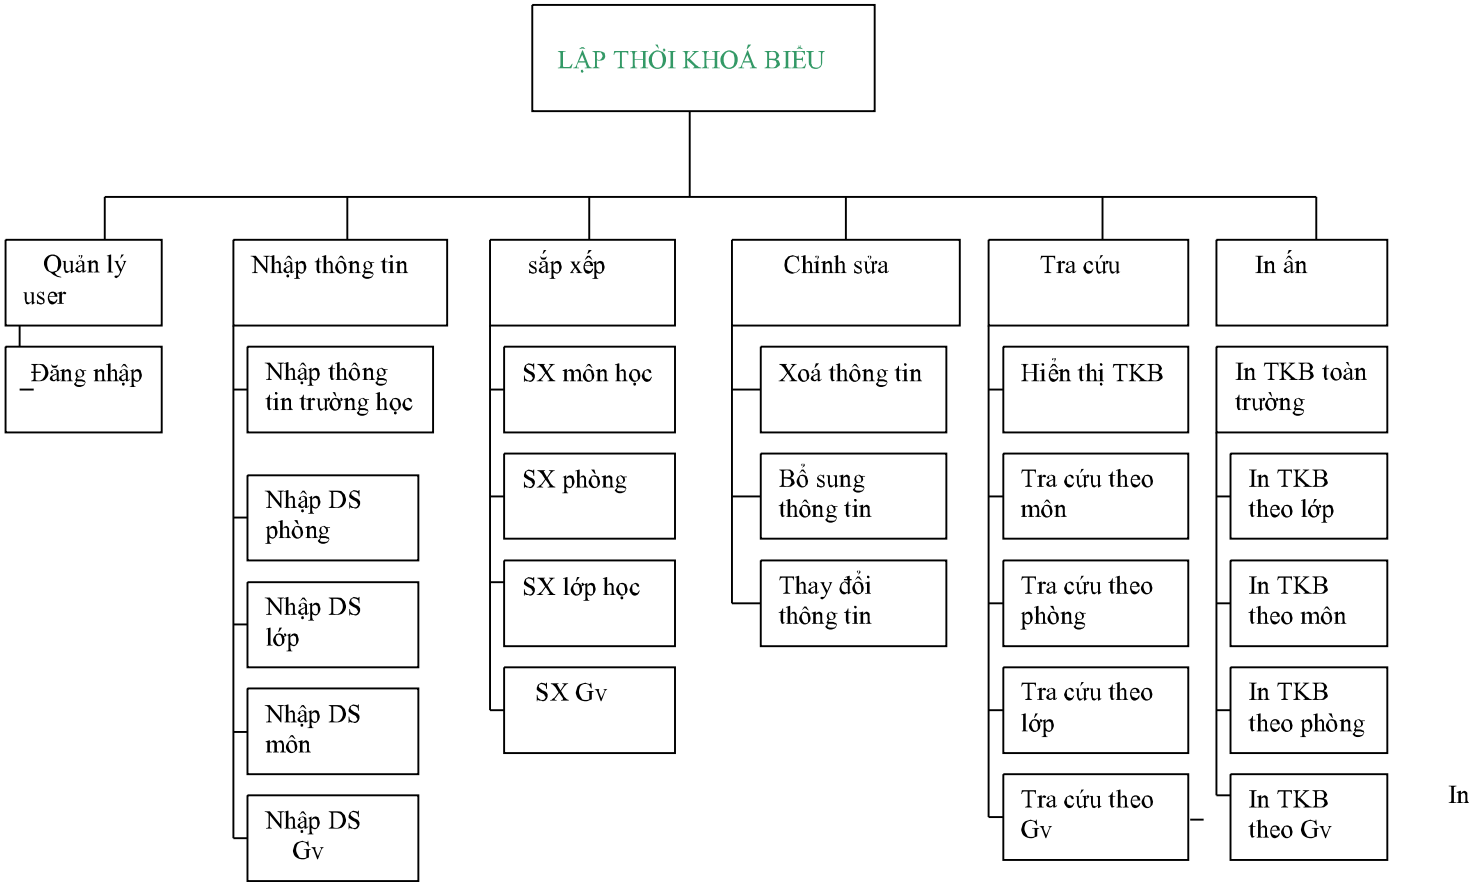 LẬP THỜI KHOÁ BIỂU
Quản lý
user
Đăng nhập
Nhập thông tin
Nhập thông
tin trường học
Nhập DS
phòng
Nhập DS
lớp
Nhập DS
môn
Nhập DS
Gv
sắp xếp
SX môn học
SX phòng
SX lớp học
SX Gv
Chỉnh sửa
Xoá thông tin
Bổ sung
thông tin
Thay đổi
thông tin
Tra cứu
Hiển thị TKB
Tra cứu theo
môn
Tra cứu theo
phòng
Tra cứu theo
lớp
Tra cứu theo
Gv
In ấn
In TKB toàn
trường
In TKB
theo lớp
In TKB
theo môn
In TKB
theo phòng
In TKB
theo Gv
In